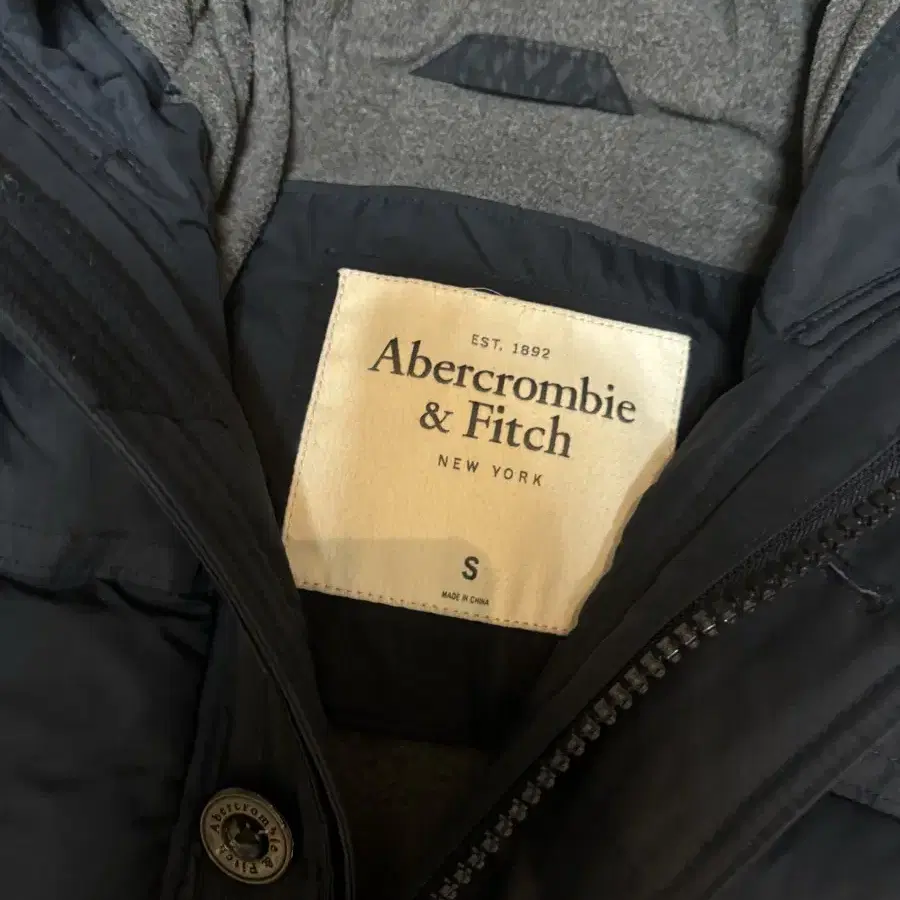 EST. 1892
Abercrombie
& Fitch
NEW YORK
S
MADE IN CHINA
Abercrombie & Fitch